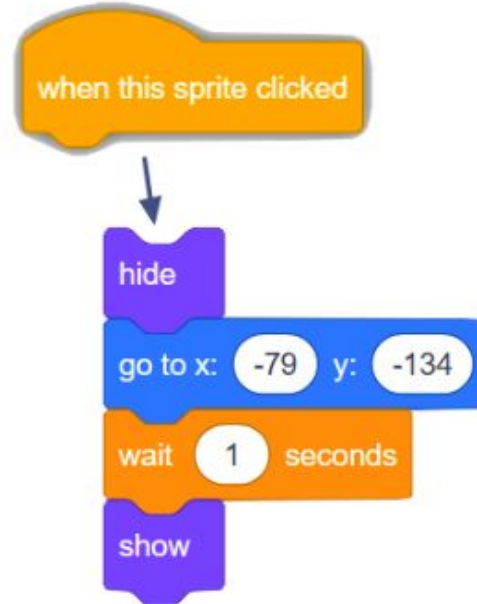 when this sprite clicked
hide
go to x: -79 y: -134
wait 1 seconds
show